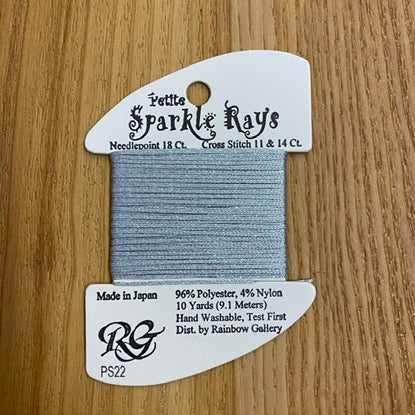 Petite
Sparkle Rays
Needlepoint 18 Ct. Cross Stitch 11 & 14 Ct.
Made in Japan
96% Polyester, 4% Nylon
10 Yards (9.1 Meters)
Hand Washable, Test First
Dist. by Rainbow Gallery
RG
PS22